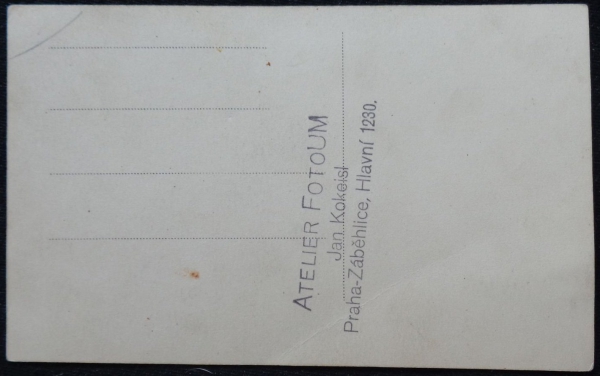 ATELIER FOTOUM
Jan Kokeisl
Praha-Záběhlice, Hlavní 1230.